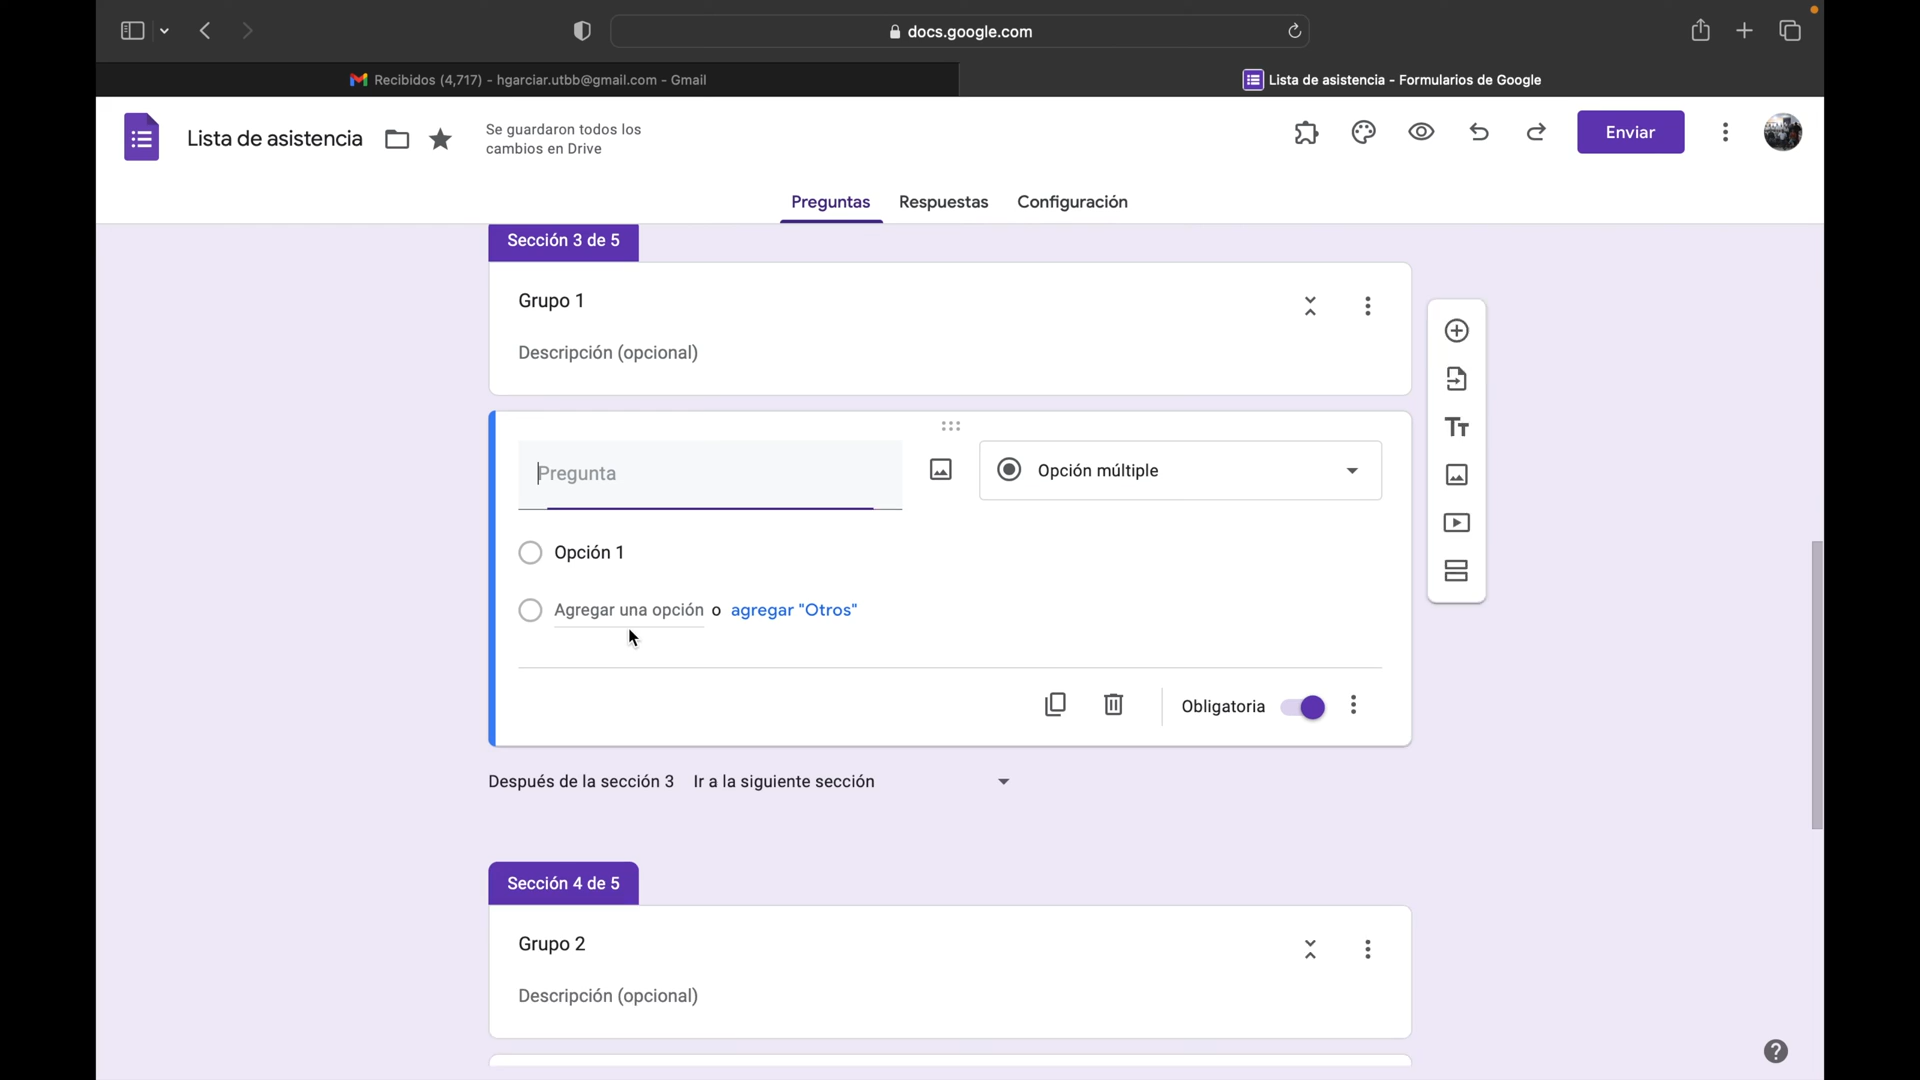 docs.google.com
Recibidos (4,717) - hgarciar.utbb@gmail.com - Gmail
Lista de asistencia - Formularios de Google
Lista de asistencia
Se guardaron todos los
cambios en Drive
Enviar
Preguntas
Respuestas
Configuración
Sección 3 de 5
Grupo 1
Descripción (opcional)
Pregunta
Opción múltiple
Opción 1
Agregar una opción o agregar "Otros"
Obligatoria
Después de la sección 3 Ir a la siguiente sección
Sección 4 de 5
Grupo 2
Descripción (opcional)